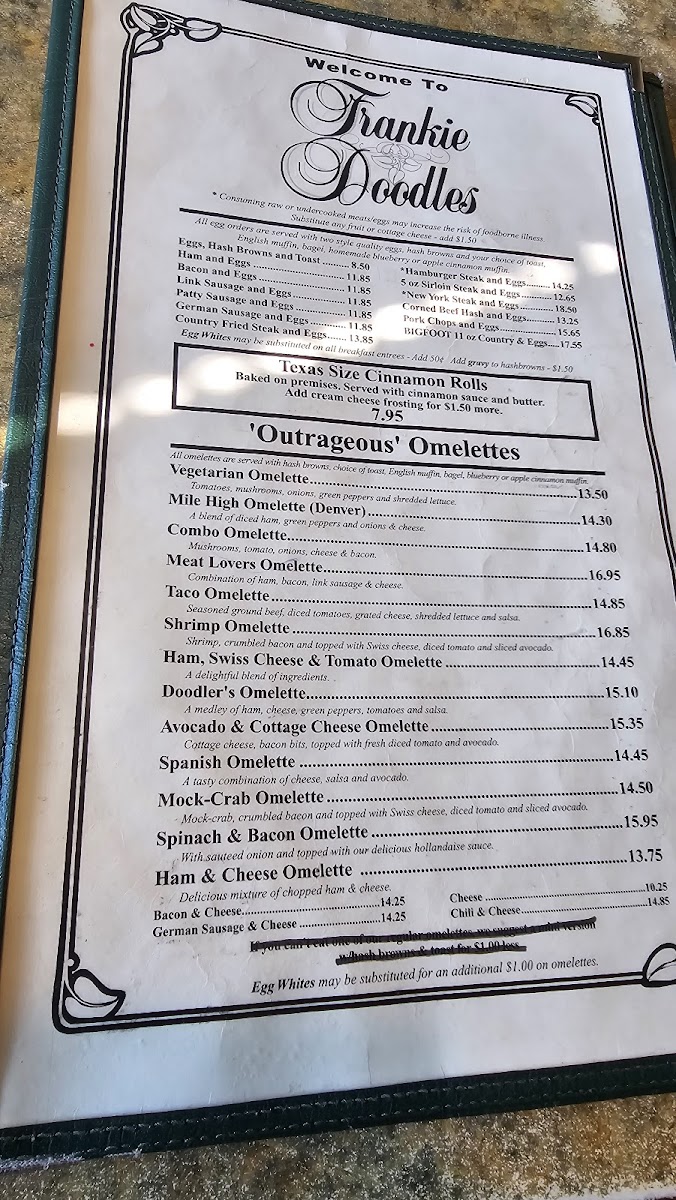 Welcome To
Frankie
Doodles
* Consuming raw or undercooked meats/eggs may increase the risk of foodborne illness
Substitute any fruit or cottage cheese - add $1.50
All egg orders are served with two style quality eggs, hash browns and your choice of toast,
English muffin, bagel, homemade blueberry or apple cinnamon muffin.
Eggs, Hash Browns and Toast .......... 8.50
Ham and Eggs .......... 11.85
Bacon and Eggs .......... 11.85
Link Sausage and Eggs .......... 11.85
Patty Sausage and Eggs .......... 11.85
German Sausage and Eggs .......... 11.85
Country Fried Steak and Eggs....... 13.85
*Hamburger Steak and Eggs.......... 14.25
5 oz Sirloin Steak and Eggs.......... 12.65
*New York Steak and Eggs .......... 18.50
Corned Beef Hash and Eggs......... 13.25
Pork Chops and Eggs.......... 15.65
BIGFOOT 11 oz Country & Eggs....17.55
Egg Whites may be substituted on all breakfast entrees - Add 50¢ Add gravy to hashbrowns - $1.50
Texas Size Cinnamon Rolls
Baked on premises. Served with cinnamon sauce and butter.
Add cream cheese frosting for $1.50 more.
7.95
'Outrageous' Omelettes
All omelettes are served with hash browns, choice of toast, English muffin, bagel, blueberry or apple cinnamon muffin.
Vegetarian Omelette..........13.50
Tomatoes, mushrooms, onions, green peppers and shredded lettuce.
Mile High Omelette (Denver)..........14.30
A blend of diced ham, green peppers and onions & cheese.
Combo Omelette..........14.80
Mushrooms, tomato, onions, cheese & bacon.
Meat Lovers Omelette..........16.95
Combination of ham, bacon, link sausage & cheese.
Taco Omelette..........14.85
Seasoned ground beef, diced tomatoes, grated cheese, shredded lettuce and salsa.
Shrimp Omelette..........16.85
Shrimp, crumbled bacon and topped with Swiss cheese, diced tomato and sliced avocado.
Ham, Swiss Cheese & Tomato Omelette..........14.45
A delightful blend of ingredients. .
Doodler's Omelette..........15.10
A medley of ham, cheese, green peppers, tomatoes and salsa.
Avocado & Cottage Cheese Omelette..........15.35
Cottage cheese, bacon bits, topped with fresh diced tomato and avocado.
Spanish Omelette..........14.45
A tasty combination of cheese, salsa and avocado.
Mock-Crab Omelette..........14.50
Mock-crab, crumbled bacon and topped with Swiss cheese, diced tomato and sliced avocado.
Spinach & Bacon Omelette..........15.95
With sauteed onion and topped with our delicious hollandaise sauce.
Ham & Cheese Omelette..........13.75
Delicious mixture of chopped ham & cheese.
Bacon & Cheese..........14.25
German Sausage & Cheese..........14.25
Cheese..........10.25
Chili & Cheese..........14.85
If you can't eat one of our regular omelettes, we suggest a mini version
w/hash browns & toast for $1.00 less.
Egg Whites may be substituted for an additional $1.00 on omelettes.